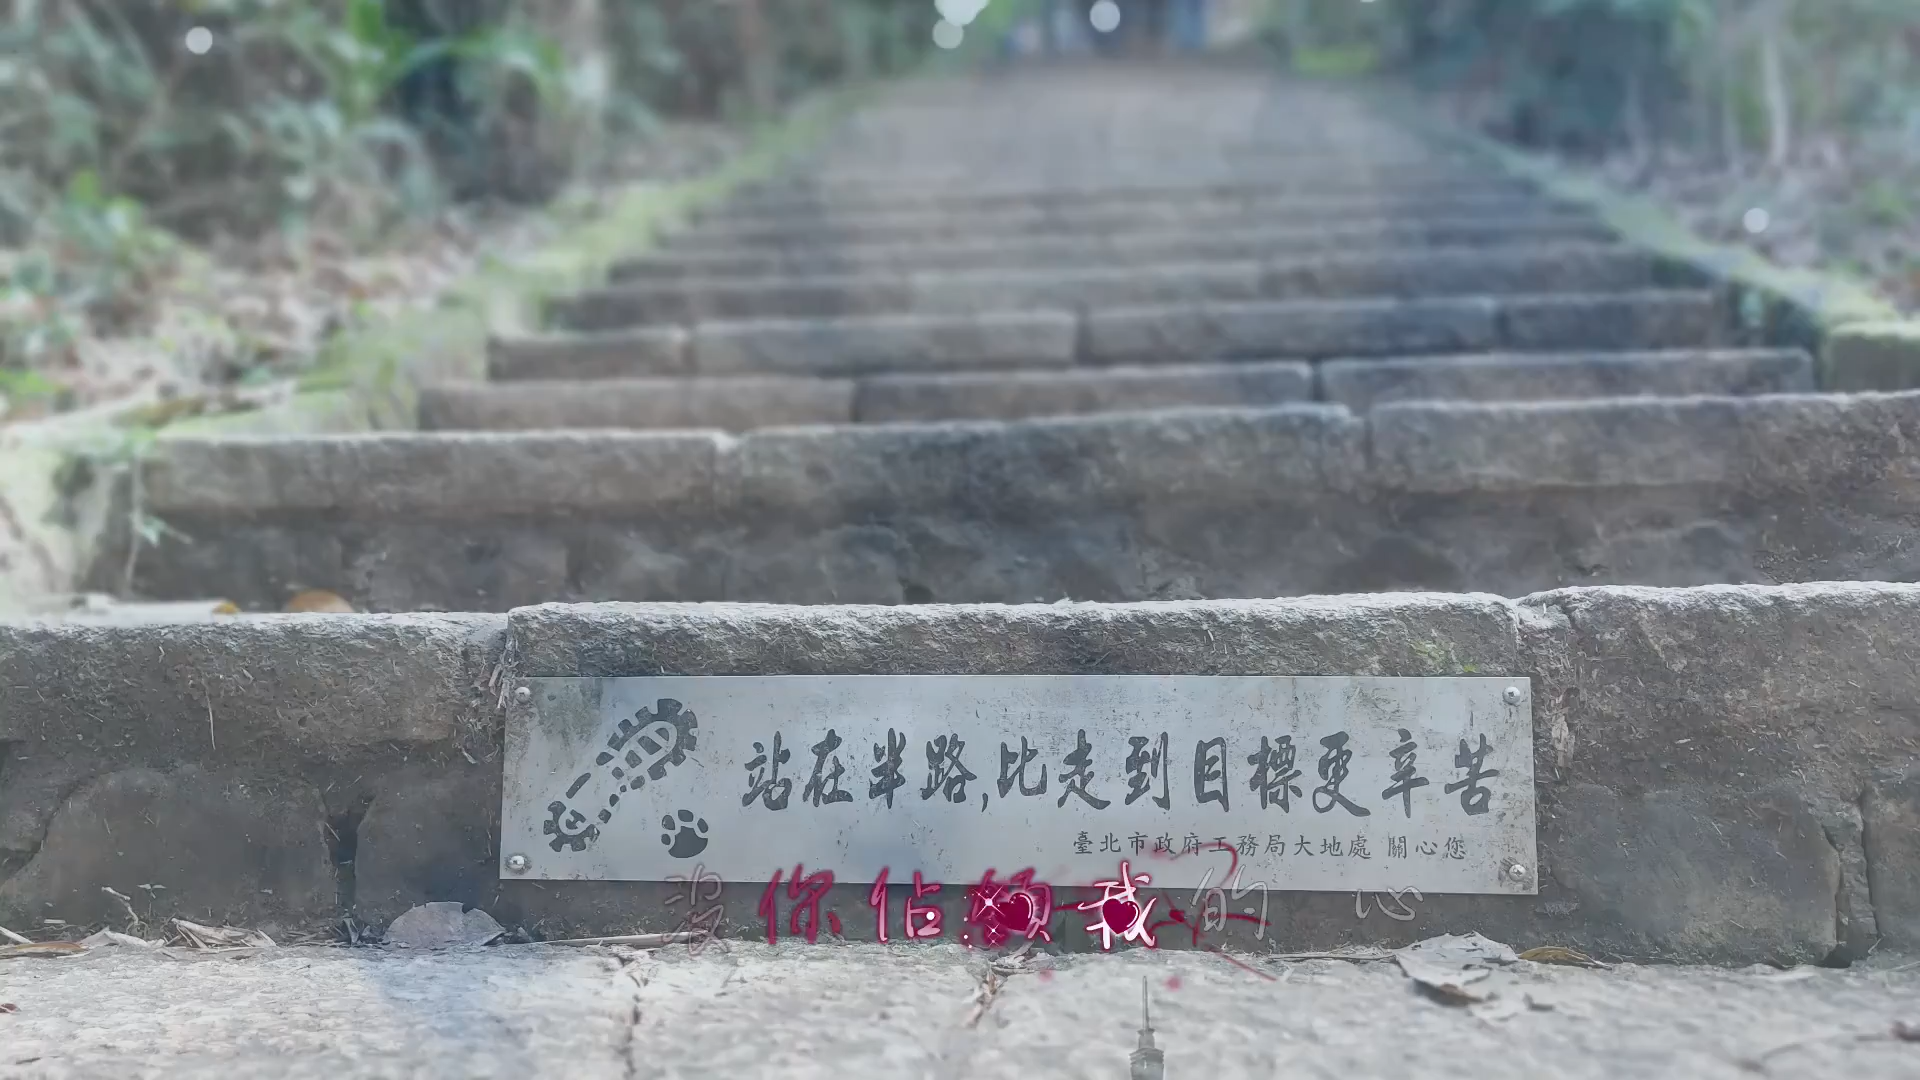 站在半路,比走到目標更辛苦
臺北市政府工務局大地處 關心您
沒你佔領我的心